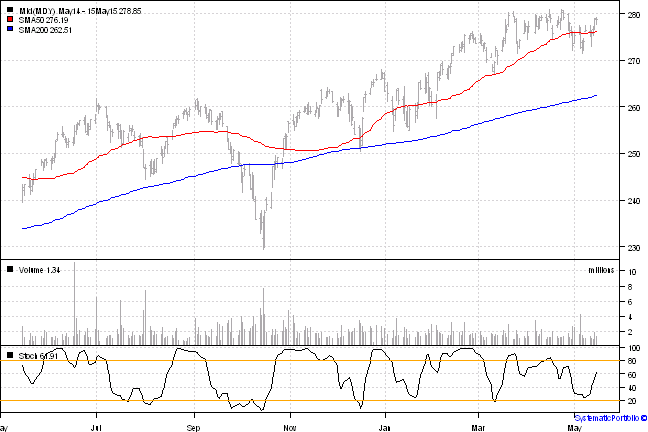 Mid(MDY). May14 - 15May15 278.85
SMA50 276.19
SMA200 262.51
280
270
260
250
240
230
Volume 1.34
millions
10
8
6
4
2
Stoch 61.91
100
80
60
40
20
ay Jul Sep Nov Jan Mar May
SystematicPortfolio ©